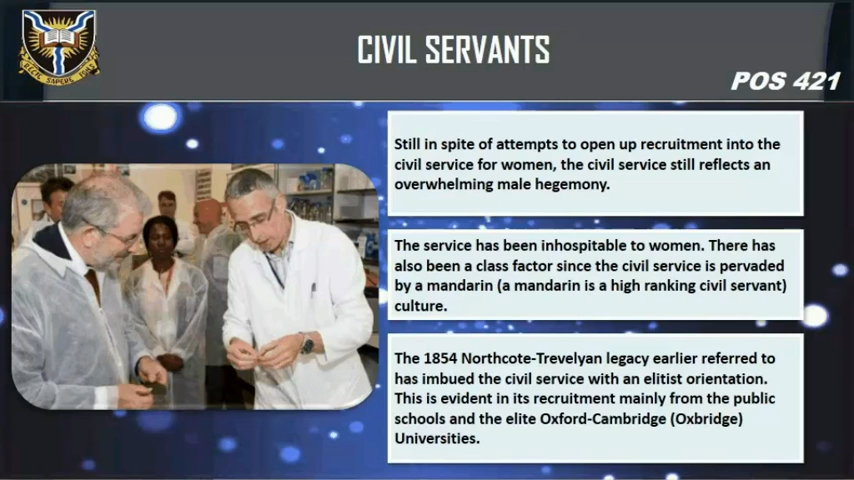 CIVIL SERVANTS
POS 421
RECTE SAPERE FONS
Still in spite of attempts to open up recruitment into the
civil service for women, the civil service still reflects an
overwhelming male hegemony.
The service has been inhospitable to women. There has
also been a class factor since the civil service is pervaded
by a mandarin (a mandarin is a high ranking civil servant)
culture.
The 1854 Northcote-Trevelyan legacy earlier referred to
has imbued the civil service with an elitist orientation.
This is evident in its recruitment mainly from the public
schools and the elite Oxford-Cambridge (Oxbridge)
Universities.